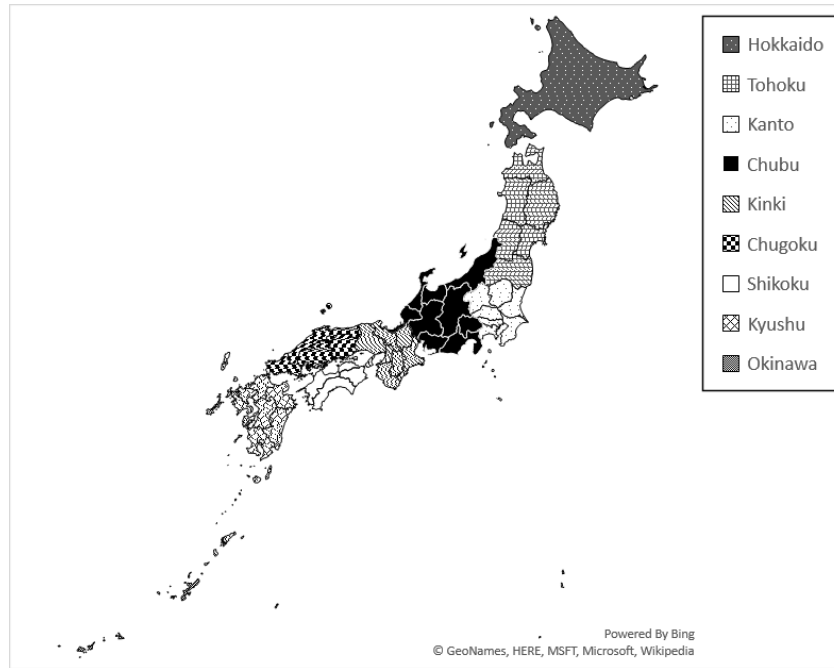 Hokkaido
Tohoku
Kanto
Chubu
Kinki
Chugoku
Shikoku
Kyushu
Okinawa
Powered By Bing
© GeoNames, HERE, MSFT, Microsoft, Wikipedia